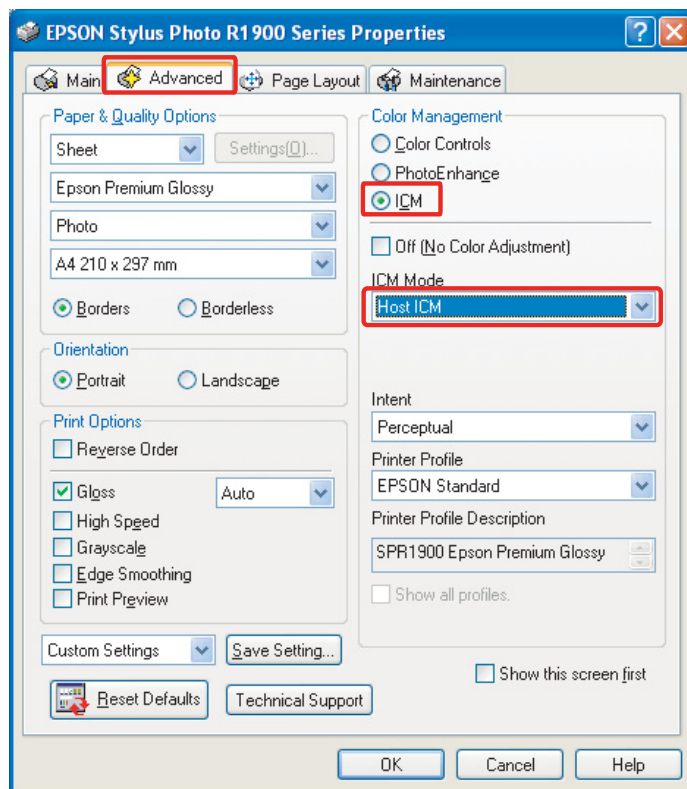 EPSON Stylus Photo R1900 Series Properties
Main
Advanced
Page Layout
Maintenance
Paper & Quality Options
Sheet
Settings(O)...
Epson Premium Glossy
Photo
A4 210 x 297 mm
Borders
Borderless
Orientation
Portrait
Landscape
Print Options
Reverse Order
Gloss
Auto
High Speed
Grayscale
Edge Smoothing
Print Preview
Custom Settings
Save Setting...
Reset Defaults
Technical Support
Color Management
Color Controls
PhotoEnhance
ICM
Off (No Color Adjustment)
ICM Mode
Host ICM
Intent
Perceptual
Printer Profile
EPSON Standard
Printer Profile Description
SPR1900 Epson Premium Glossy
Show all profiles.
Show this screen first
OK
Cancel
Help